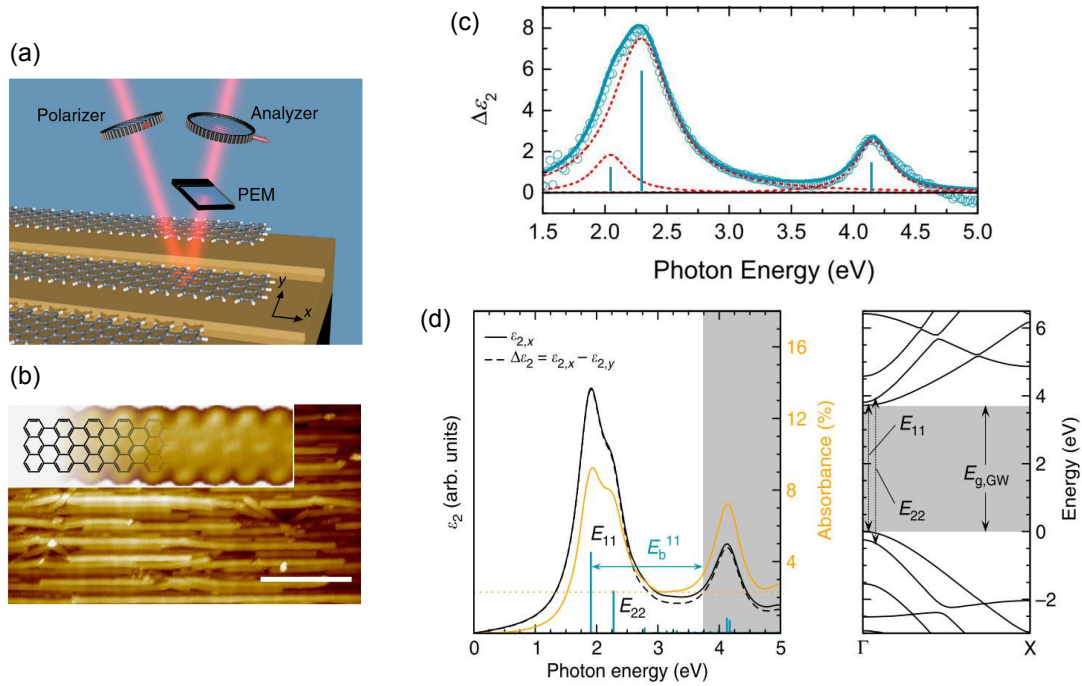 (a)
Polarizer
Analyzer
PEM
y
x
(b)
(c)
Δε₂
8
6
4
2
0
1.5 2.0 2.5 3.0 3.5 4.0 4.5 5.0
Photon Energy (eV)
(d)
ε₂,ₓ
Δε₂ = ε₂,ₓ − ε₂,ᵧ
ε₂ (arb. units)
E₁₁
E₂₂
E_b¹¹
16
12
8
4
Absorbance (%)
0 1 2 3 4 5
Photon energy (eV)
E₁₁
E₂₂
E_g,GW
6
4
2
0
−2
Energy (eV)
Γ X